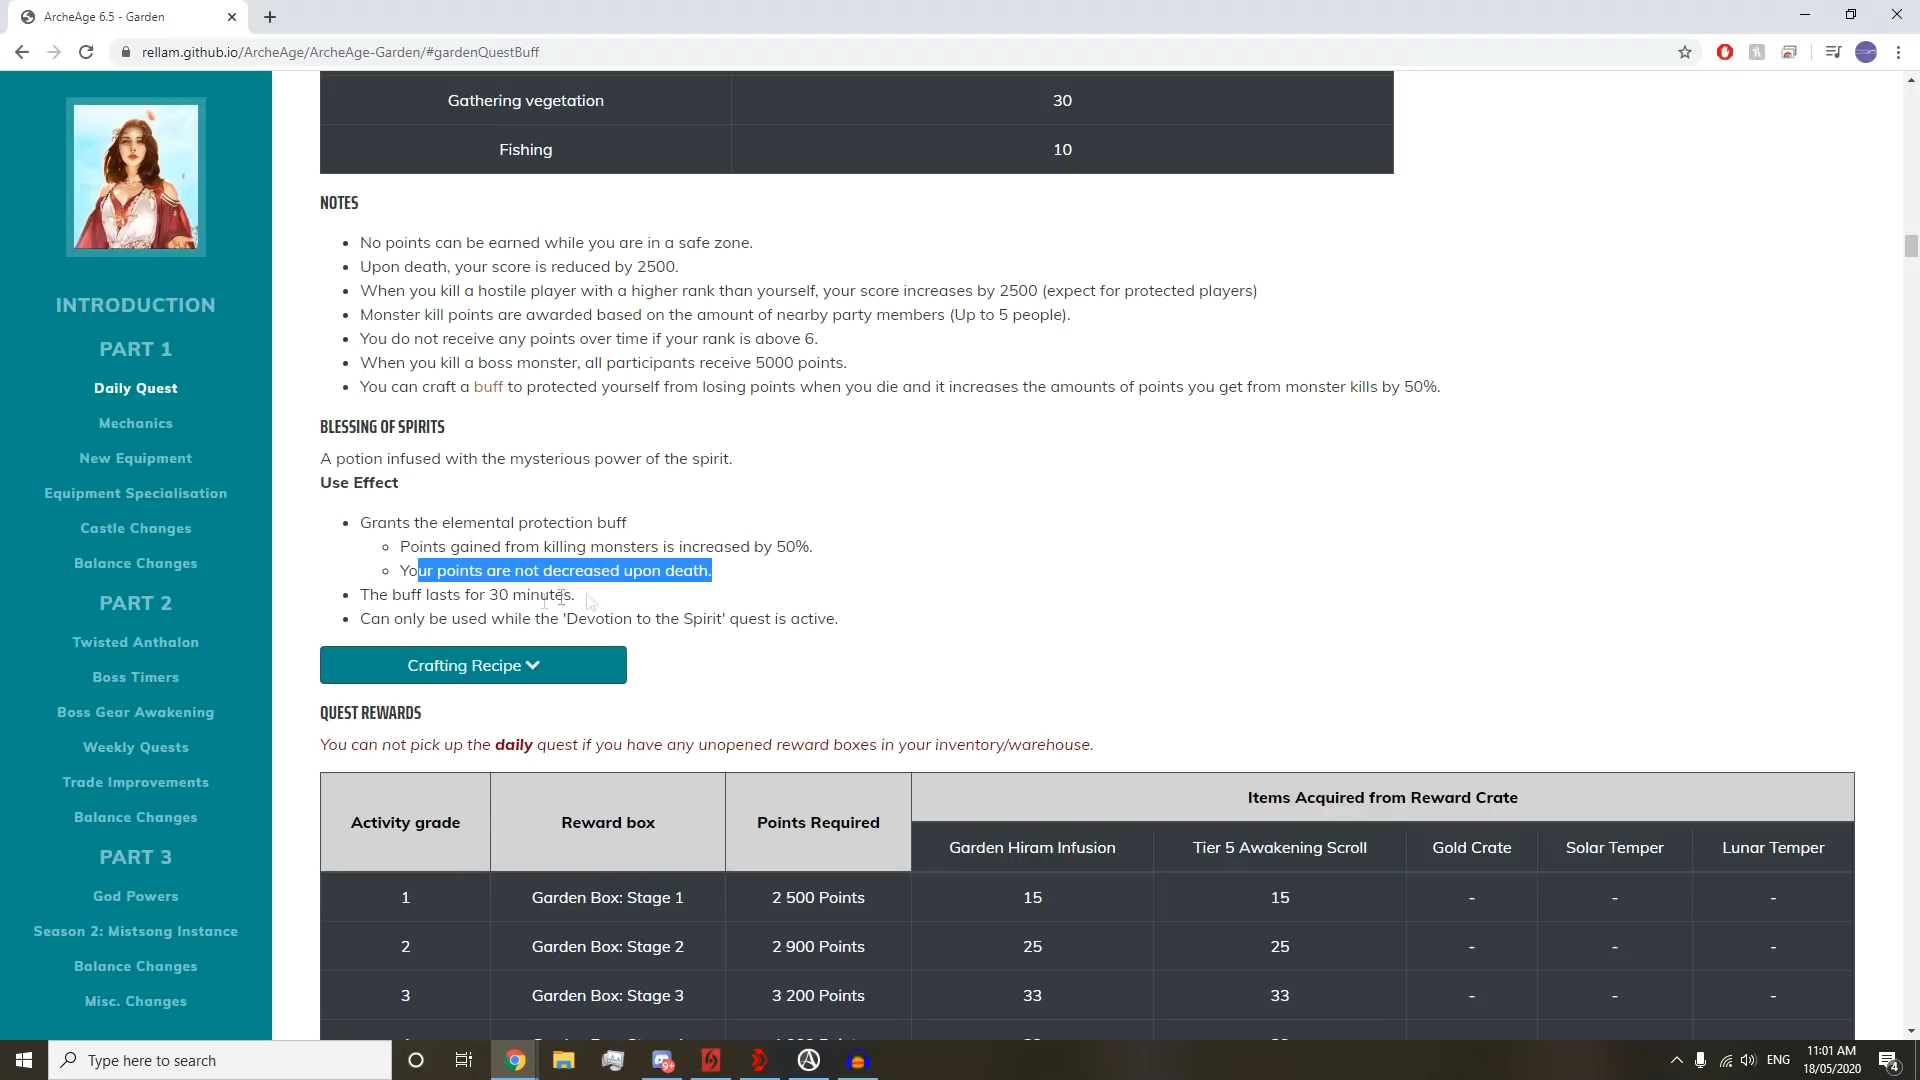 ArcheAge 6.5 - Garden
rellam.github.io/ArcheAge/ArcheAge-Garden/#gardenQuestBuff
INTRODUCTION
PART 1
Daily Quest
Mechanics
New Equipment
Equipment Specialisation
Castle Changes
Balance Changes
PART 2
Twisted Anthalon
Boss Timers
Boss Gear Awakening
Weekly Quests
Trade Improvements
Balance Changes
PART 3
God Powers
Season 2: Mistsong Instance
Balance Changes
Misc. Changes
Gathering vegetation 30
Fishing 10
NOTES
No points can be earned while you are in a safe zone.
Upon death, your score is reduced by 2500.
When you kill a hostile player with a higher rank than yourself, your score increases by 2500 (expect for protected players)
Monster kill points are awarded based on the amount of nearby party members (Up to 5 people).
You do not receive any points over time if your rank is above 6.
When you kill a boss monster, all participants receive 5000 points.
You can craft a buff to protected yourself from losing points when you die and it increases the amounts of points you get from monster kills by 50%.
BLESSING OF SPIRITS
A potion infused with the mysterious power of the spirit.
Use Effect
Grants the elemental protection buff
Points gained from killing monsters is increased by 50%.
Your points are not decreased upon death.
The buff lasts for 30 minutes.
Can only be used while the 'Devotion to the Spirit' quest is active.
Crafting Recipe
QUEST REWARDS
You can not pick up the daily quest if you have any unopened reward boxes in your inventory/warehouse.
Activity grade Reward box Points Required Items Acquired from Reward Crate
Garden Hiram Infusion Tier 5 Awakening Scroll Gold Crate Solar Temper Lunar Temper
1 Garden Box: Stage 1 2 500 Points 15 15 - - -
2 Garden Box: Stage 2 2 900 Points 25 25 - - -
3 Garden Box: Stage 3 3 200 Points 33 33 - - -
Type here to search
ENG
11:01 AM
18/05/2020